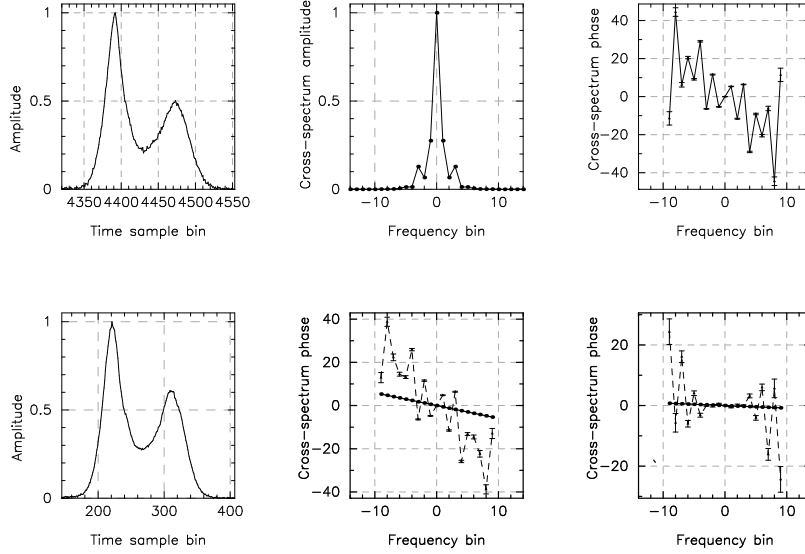 1
0.5
0
Amplitude
4350 4400 4450 4500 4550
Time sample bin
1
0.5
0
Cross-spectrum amplitude
−10 0 10
Frequency bin
40
20
0
−20
−40
Cross-spectrum phase
−10 0 10
Frequency bin
1
0.5
0
Amplitude
200 300 400
Time sample bin
40
20
0
−20
−40
Cross-spectrum phase
−10 0 10
Frequency bin
20
0
−20
Cross-spectrum phase
−10 0 10
Frequency bin